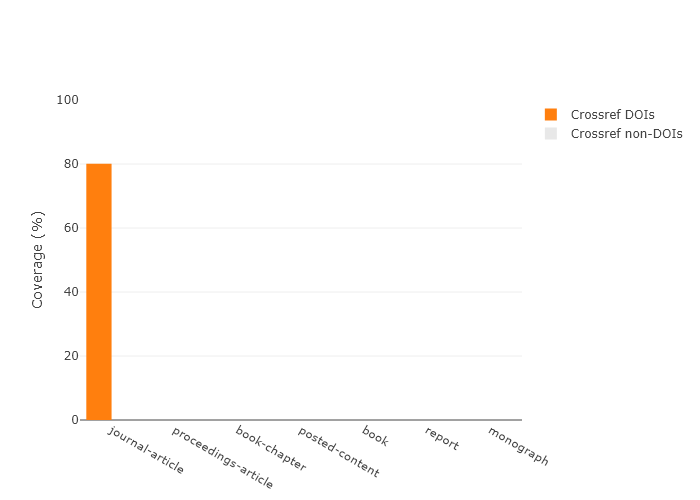 100
80
60
40
20
0
Coverage (%)
journal-article
proceedings-article
book-chapter
posted-content
book
report
monograph
Crossref DOIs
Crossref non-DOIs